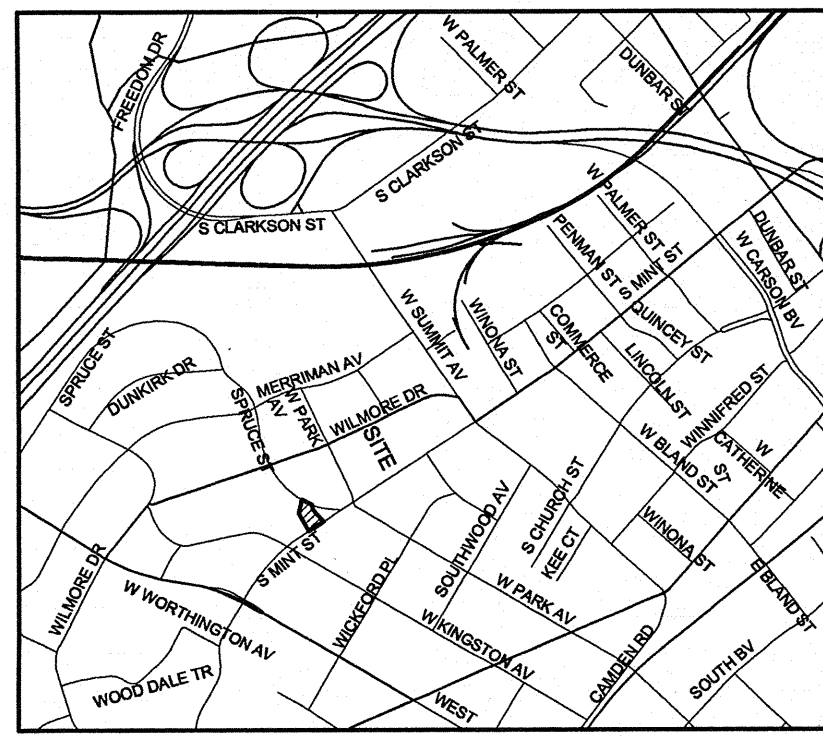 FREEDOM DR
W PALMER ST
DUNBAR ST
S CLARKSON ST
S CLARKSON ST
W PALMER ST
PENMAN ST
S MINT ST
DUNBAR ST
W CARSON BV
SPRUCE ST
DUNKIRK DR
MERRIMAN AV
W PARK
AV
SPRUCE ST
WILMORE DR
SITE
W SUMMIT AV
WINONA ST
COMMERCE
ST
QUINCEY ST
LINCOLN ST
WINNIFRED ST
W BLAND ST
W
CATHERINE
ST
S MINT ST
SOUTHWOOD AV
S CHURCH ST
KEE CT
WINONA ST
E BLAND ST
WILMORE DR
W WORTHINGTON AV
WICKFORD PL
W PARK AV
W KINGSTON AV
CAMDEN RD
SOUTH BV
WOOD DALE TR
WEST